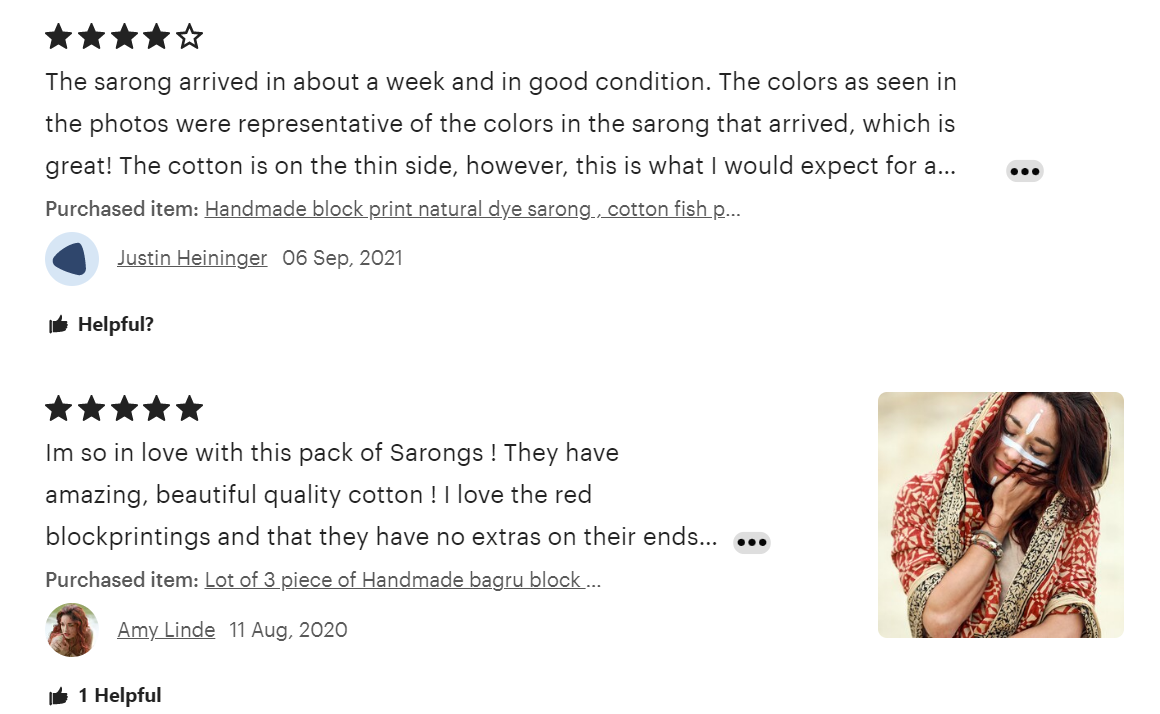 The sarong arrived in about a week and in good condition. The colors as seen in
the photos were representative of the colors in the sarong that arrived, which is
great! The cotton is on the thin side, however, this is what I would expect for a...
Purchased item: Handmade block print natural dye sarong , cotton fish p...
Justin Heininger 06 Sep, 2021
Helpful?
Im so in love with this pack of Sarongs ! They have
amazing, beautiful quality cotton ! I love the red
blockprintings and that they have no extras on their ends...
Purchased item: Lot of 3 piece of Handmade bagru block ...
Amy Linde 11 Aug, 2020
1 Helpful